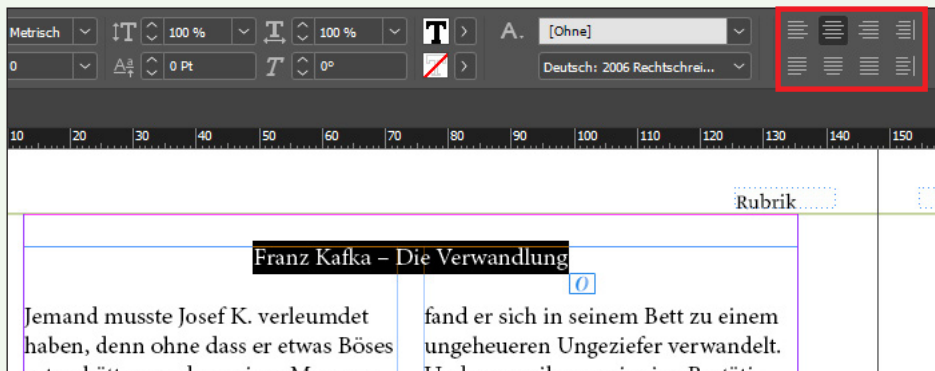 Metrisch 100 % 100 % T A. [Ohne]
0 0 Pt 0° Deutsch: 2006 Rechtschrei...
10 20 30 40 50 60 70 80 90 100 110 120 130 140 150
Rubrik
Franz Kafka – Die Verwandlung
Jemand musste Josef K. verleumdet
haben, denn ohne dass er etwas Böses
fand er sich in seinem Bett zu einem
ungeheueren Ungeziefer verwandelt.